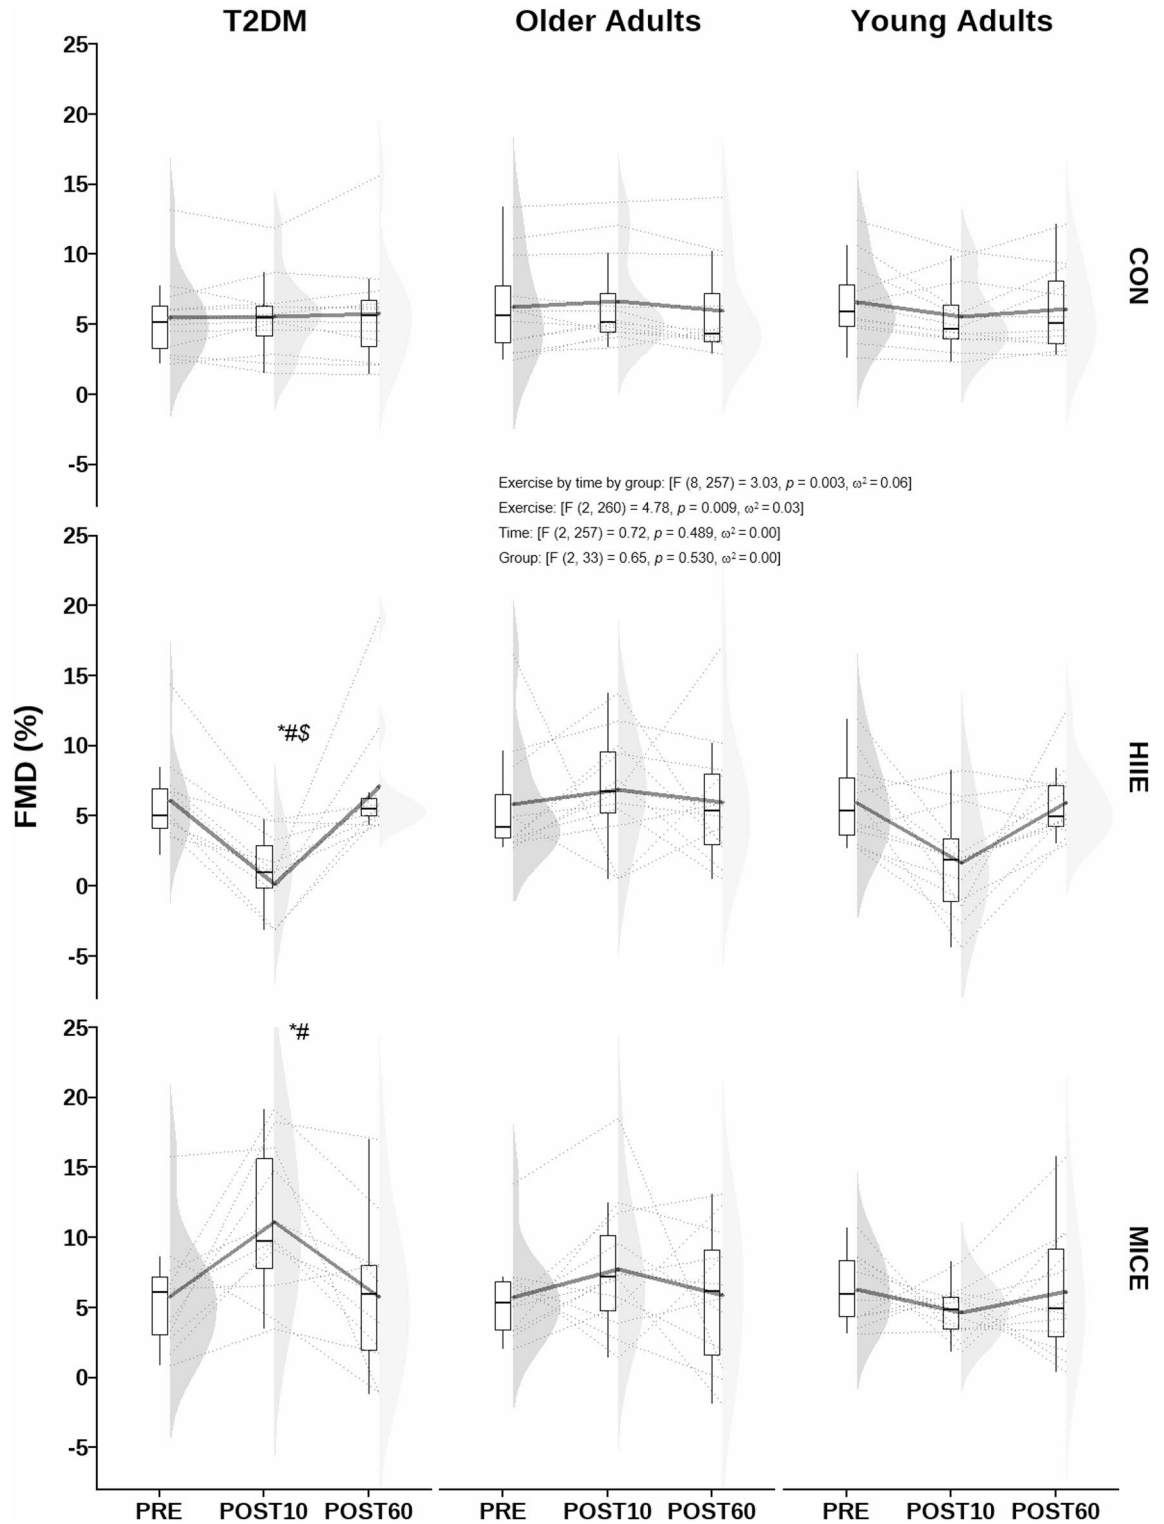 T2DM Older Adults Young Adults
25
20
15
10
5
0
-5
CON
Exercise by time by group: [F (8, 257) = 3.03, p = 0.003, ω² = 0.06]
Exercise: [F (2, 260) = 4.78, p = 0.009, ω² = 0.03]
Time: [F (2, 257) = 0.72, p = 0.489, ω² = 0.00]
Group: [F (2, 33) = 0.65, p = 0.530, ω² = 0.00]
FMD (%)
25
20
15
10
5
0
-5
*#$
HIIE
25
20
15
10
5
0
-5
*#
MICE
PRE POST10 POST60 PRE POST10 POST60 PRE POST10 POST60